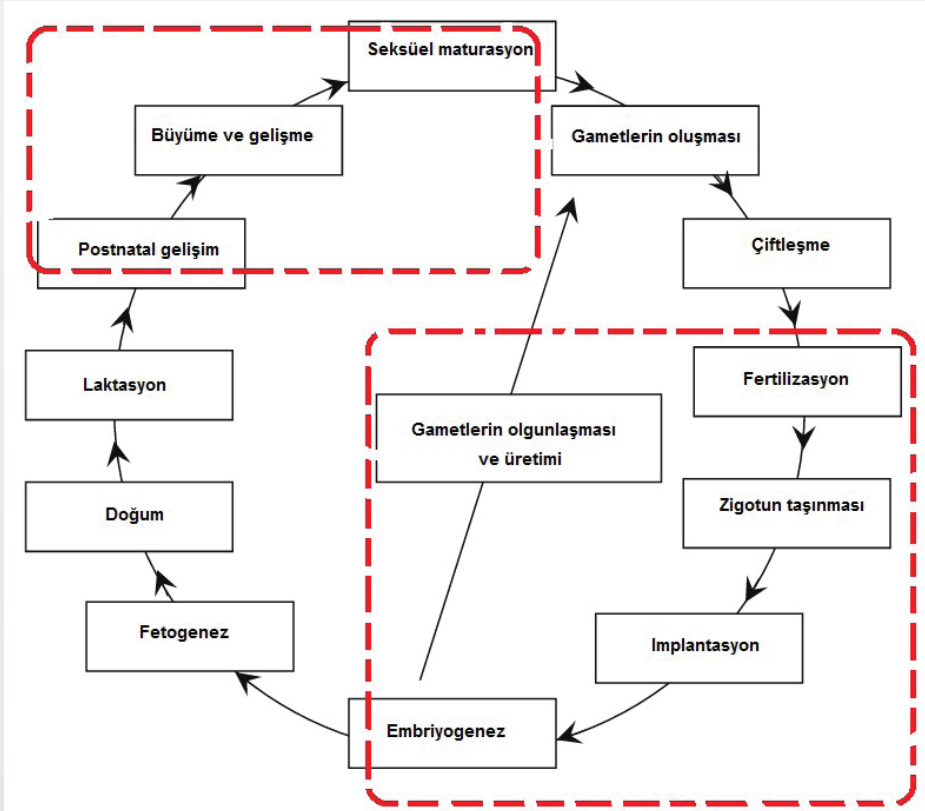 Seksüel maturasyon
Büyüme ve gelişme
Gametlerin oluşması
Postnatal gelişim
Çiftleşme
Laktasyon
Fertilizasyon
Gametlerin olgunlaşması
ve üretimi
Doğum
Zigotun taşınması
Fetogenez
Implantasyon
Embriyogenez